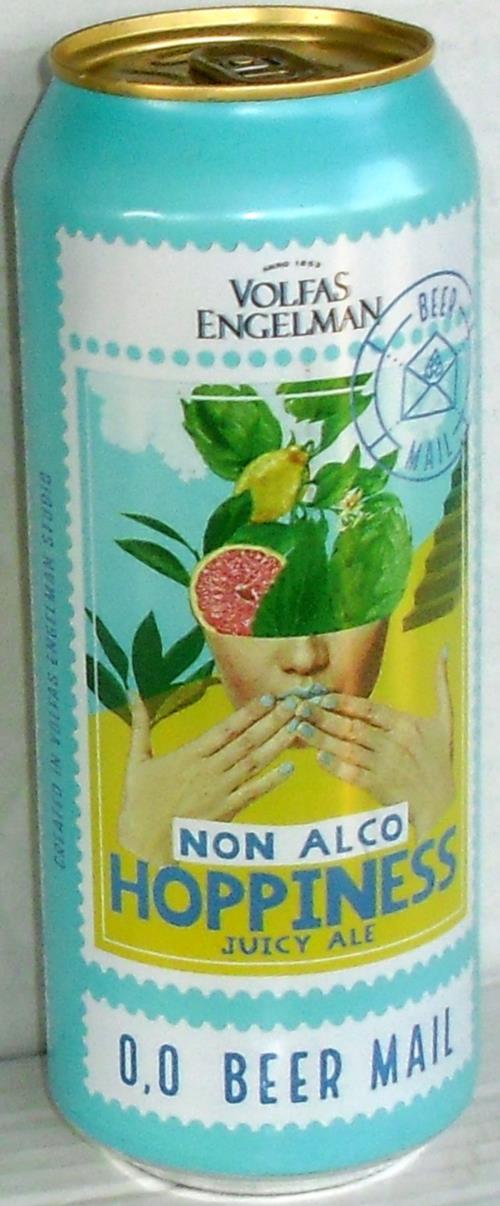 ANNO 1853
VOLFAS
ENGELMAN
BEER
MAIL
CREATED IN VOLFAS ENGELMAN STUDIO
NON ALCO
HOPPINESS
JUICY ALE
0,0 BEER MAIL